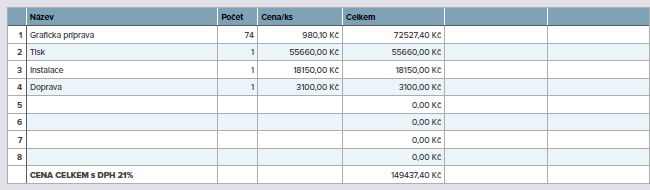 Název Počet Cena/ks Celkem
1 Graficka priprava 74 980,10 Kč 72527,40 Kč
2 Tisk 1 55660,00 Kč 55660,00 Kč
3 Instalace 1 18150,00 Kč 18150,00 Kč
4 Doprava 1 3100,00 Kč 3100,00 Kč
5 0,00 Kč
6 0,00 Kč
7 0,00 Kč
8 0,00 Kč
CENA CELKEM s DPH 21% 149437,40 Kč